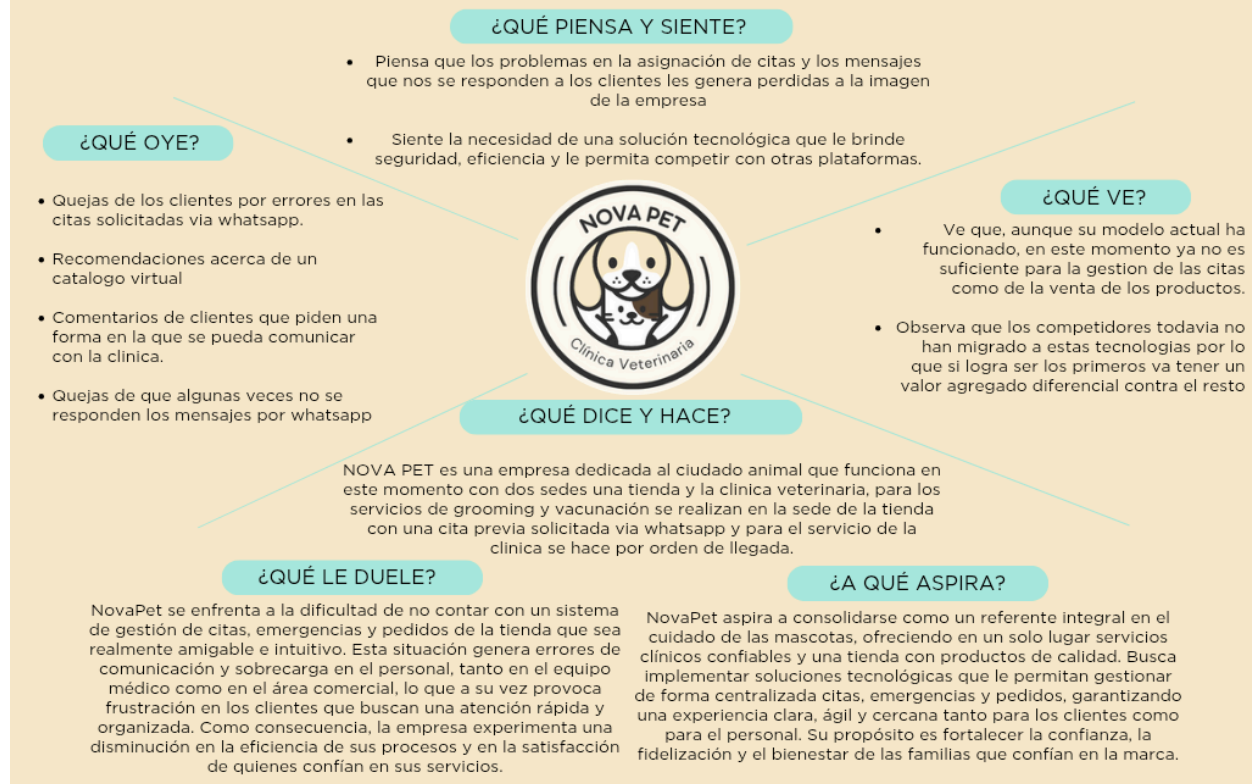 ¿QUÉ PIENSA Y SIENTE?
• Piensa que los problemas en la asignación de citas y los mensajes
que nos se responden a los clientes les genera perdidas a la imagen
de la empresa
• Siente la necesidad de una solución tecnológica que le brinde
seguridad, eficiencia y le permita competir con otras plataformas.
¿QUÉ OYE?
• Quejas de los clientes por errores en las
citas solicitadas via whatsapp.
• Recomendaciones acerca de un
catalogo virtual
• Comentarios de clientes que piden una
forma en la que se pueda comunicar
con la clinica.
• Quejas de que algunas veces no se
responden los mensajes por whatsapp
NOVA PET
Clínica Veterinaria
¿QUÉ VE?
• Ve que, aunque su modelo actual ha
funcionado, en este momento ya no es
suficiente para la gestion de las citas
como de la venta de los productos.
• Observa que los competidores todavia no
han migrado a estas tecnologias por lo
que si logra ser los primeros va tener un
valor agregado diferencial contra el resto
¿QUÉ DICE Y HACE?
NOVA PET es una empresa dedicada al ciudado animal que funciona en
este momento con dos sedes una tienda y la clinica veterinaria, para los
servicios de grooming y vacunación se realizan en la sede de la tienda
con una cita previa solicitada via whatsapp y para el servicio de la
clinica se hace por orden de llegada.
¿QUÉ LE DUELE?
NovaPet se enfrenta a la dificultad de no contar con un sistema
de gestión de citas, emergencias y pedidos de la tienda que sea
realmente amigable e intuitivo. Esta situación genera errores de
comunicación y sobrecarga en el personal, tanto en el equipo
médico como en el área comercial, lo que a su vez provoca
frustración en los clientes que buscan una atención rápida y
organizada. Como consecuencia, la empresa experimenta una
disminución en la eficiencia de sus procesos y en la satisfacción
de quienes confían en sus servicios.
¿A QUÉ ASPIRA?
NovaPet aspira a consolidarse como un referente integral en el
cuidado de las mascotas, ofreciendo en un solo lugar servicios
clínicos confiables y una tienda con productos de calidad. Busca
implementar soluciones tecnológicas que le permitan gestionar
de forma centralizada citas, emergencias y pedidos, garantizando
una experiencia clara, ágil y cercana tanto para los clientes como
para el personal. Su propósito es fortalecer la confianza, la
fidelización y el bienestar de las familias que confían en la marca.